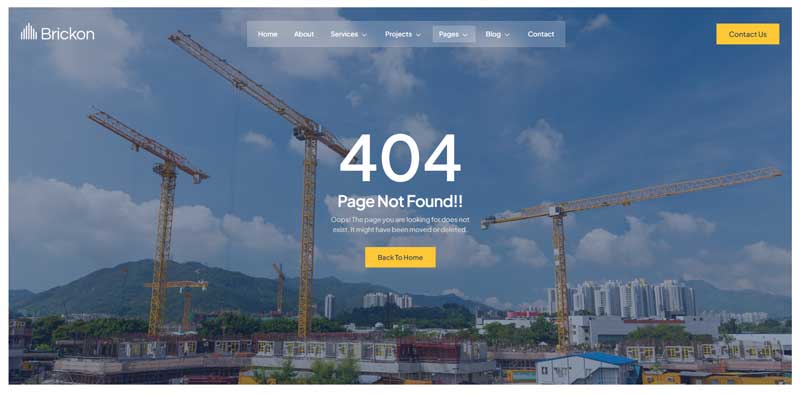 Brickon
Home About Services Projects Pages Blog Contact
Contact Us
404
Page Not Found!!
Oops! The page you are looking for does not
exist. It might have been moved or deleted.
Back To Home